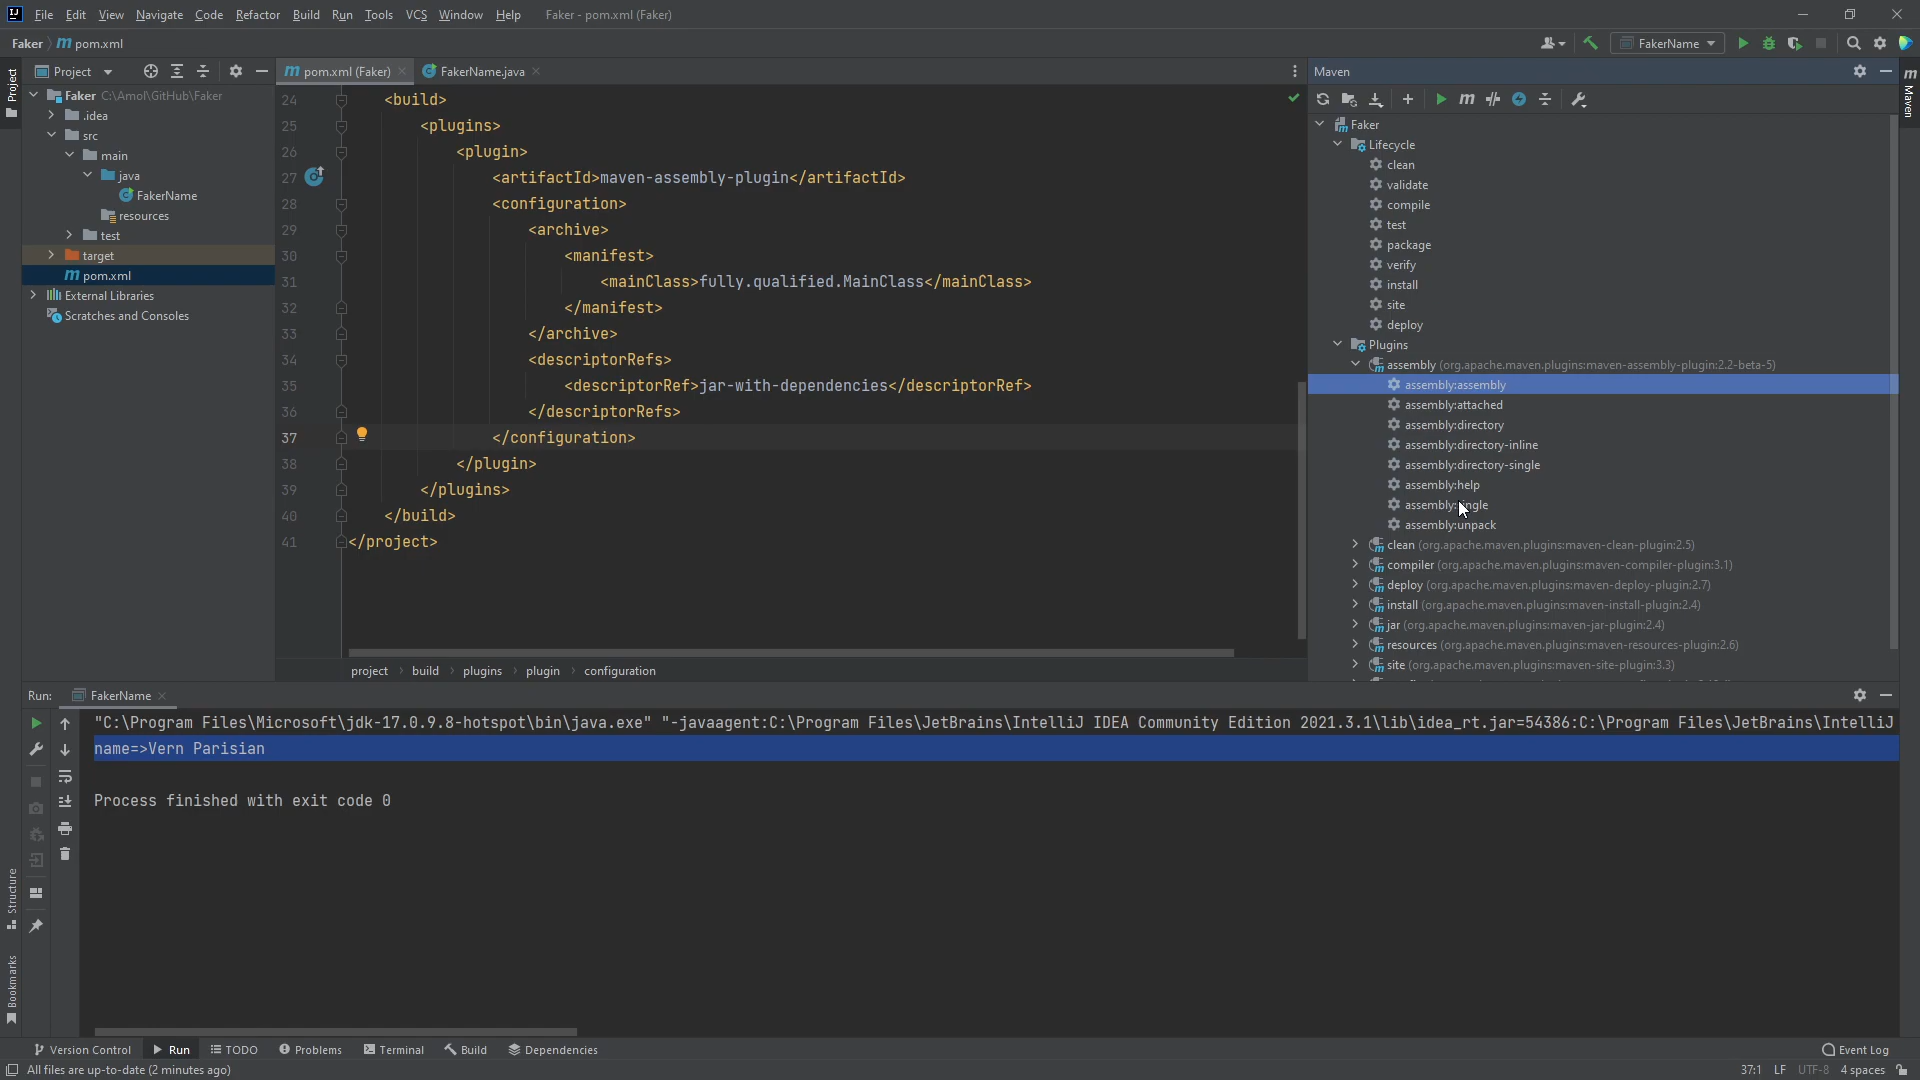 File Edit View Navigate Code Refactor Build Run Tools VCS Window Help Faker - pom.xml (Faker)
Faker pom.xml
FakerName
Project
pom.xml (Faker)
FakerName.java
Maven
Project
Maven
Faker C:\Amol\GitHub\Faker
.idea
src
main
java
FakerName
resources
test
target
pom.xml
External Libraries
Scratches and Consoles
24 <build>
25 <plugins>
26 <plugin>
27 <artifactId>maven-assembly-plugin</artifactId>
28 <configuration>
29 <archive>
30 <manifest>
31 <mainClass>fully.qualified.MainClass</mainClass>
32 </manifest>
33 </archive>
34 <descriptorRefs>
35 <descriptorRef>jar-with-dependencies</descriptorRef>
36 </descriptorRefs>
37 </configuration>
38 </plugin>
39 </plugins>
40 </build>
41 </project>
project build plugins plugin configuration
Faker
Lifecycle
clean
validate
compile
test
package
verify
install
site
deploy
Plugins
assembly (org.apache.maven.plugins:maven-assembly-plugin:2.2-beta-5)
assembly:assembly
assembly:attached
assembly:directory
assembly:directory-inline
assembly:directory-single
assembly:help
assembly:single
assembly:unpack
clean (org.apache.maven.plugins:maven-clean-plugin:2.5)
compiler (org.apache.maven.plugins:maven-compiler-plugin:3.1)
deploy (org.apache.maven.plugins:maven-deploy-plugin:2.7)
install (org.apache.maven.plugins:maven-install-plugin:2.4)
jar (org.apache.maven.plugins:maven-jar-plugin:2.4)
resources (org.apache.maven.plugins:maven-resources-plugin:2.6)
site (org.apache.maven.plugins:maven-site-plugin:3.3)
Run: FakerName
"C:\Program Files\Microsoft\jdk-17.0.9.8-hotspot\bin\java.exe" "-javaagent:C:\Program Files\JetBrains\IntelliJ IDEA Community Edition 2021.3.1\lib\idea_rt.jar=54386:C:\Program Files\JetBrains\IntelliJ
name=>Vern Parisian
Process finished with exit code 0
Structure
Bookmarks
Version Control Run TODO Problems Terminal Build Dependencies Event Log
All files are up-to-date (2 minutes ago) 37:1 LF UTF-8 4 spaces